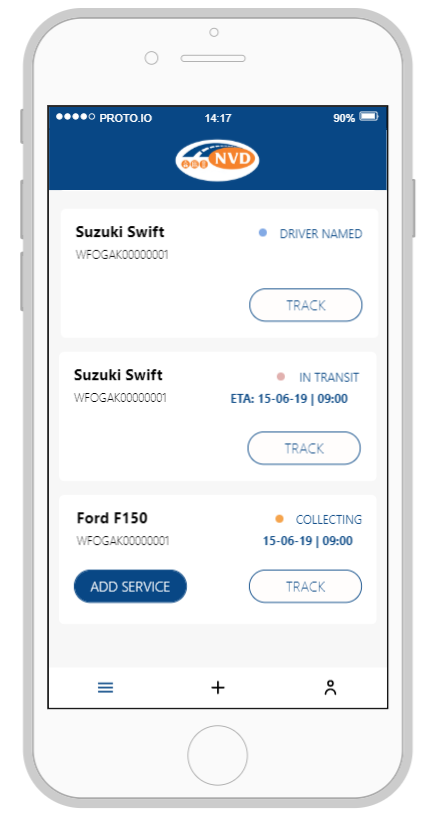 PROTO.IO 14:17 90%
NVD
Suzuki Swift DRIVER NAMED
WFOGAK00000001
TRACK
Suzuki Swift IN TRANSIT
WFOGAK00000001 ETA: 15-06-19 | 09:00
TRACK
Ford F150 COLLECTING
WFOGAK00000001 15-06-19 | 09:00
ADD SERVICE TRACK